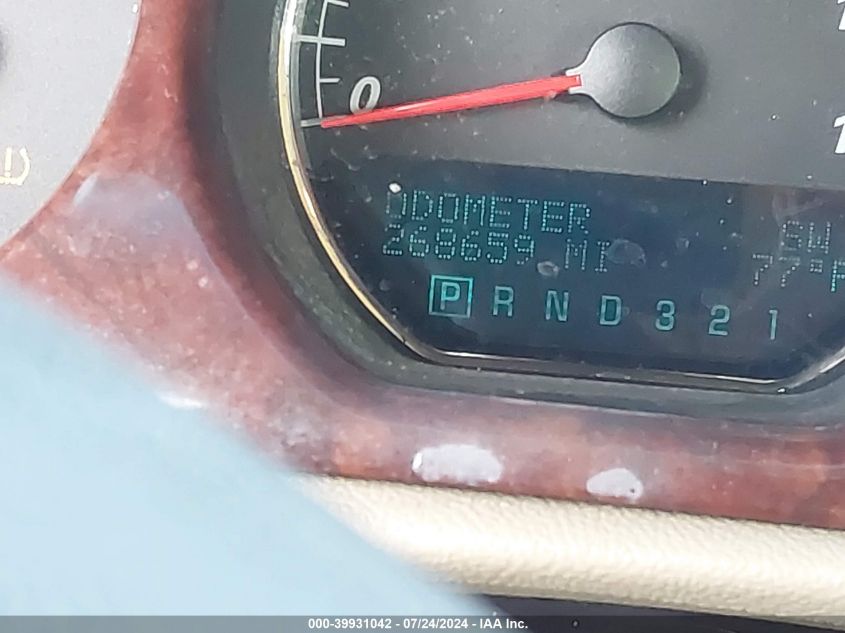 0
ODOMETER SW
268659 MI 77°F
P R N D 3 2 1
000-39931042 - 07/24/2024 - IAA Inc.